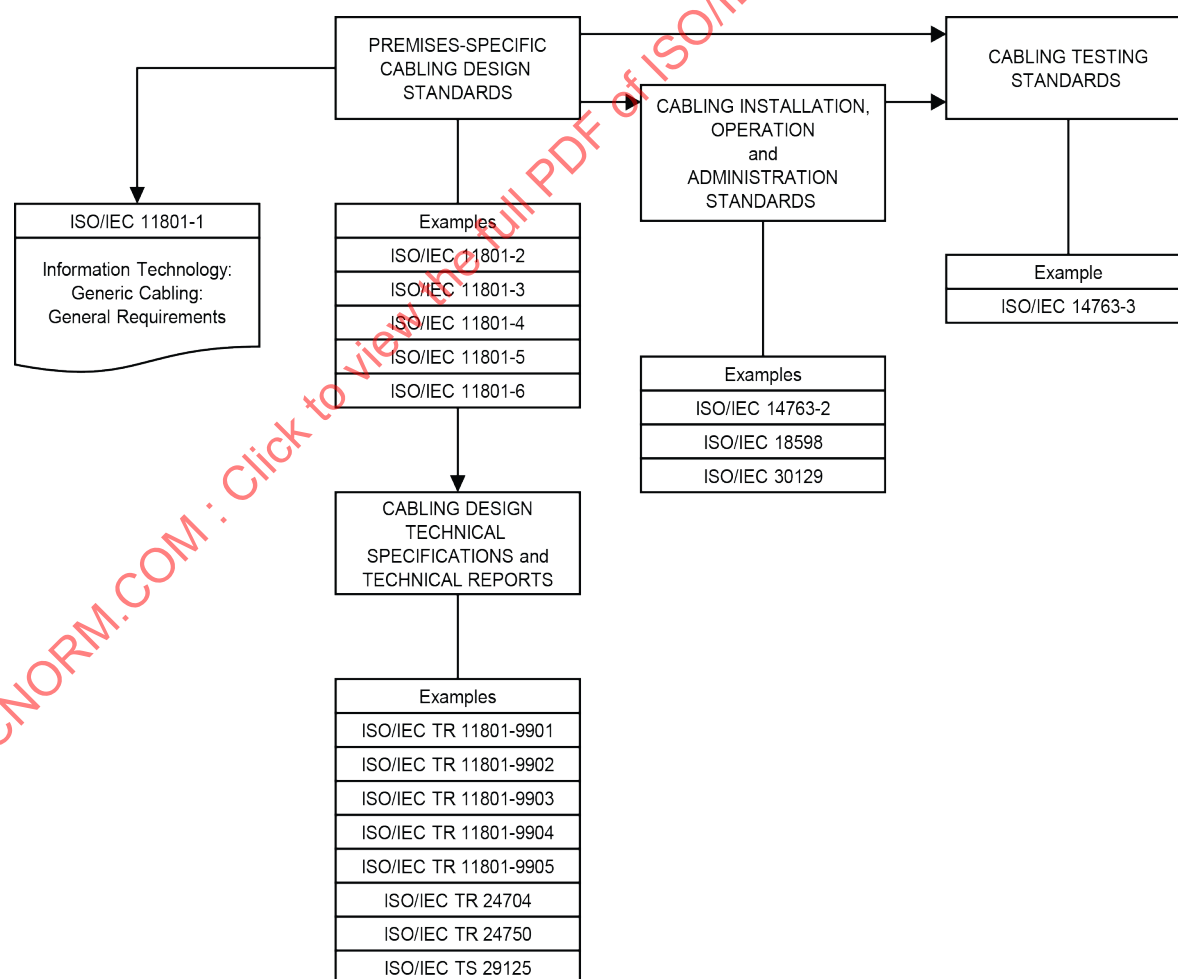 PREMISES-SPECIFIC
CABLING DESIGN
STANDARDS
CABLING TESTING
STANDARDS
CABLING INSTALLATION,
OPERATION
and
ADMINISTRATION
STANDARDS
ISO/IEC 11801-1
Information Technology:
Generic Cabling:
General Requirements
Examples
ISO/IEC 11801-2
ISO/IEC 11801-3
ISO/IEC 11801-4
ISO/IEC 11801-5
ISO/IEC 11801-6
Example
ISO/IEC 14763-3
Examples
ISO/IEC 14763-2
ISO/IEC 18598
ISO/IEC 30129
CABLING DESIGN
TECHNICAL
SPECIFICATIONS and
TECHNICAL REPORTS
Examples
ISO/IEC TR 11801-9901
ISO/IEC TR 11801-9902
ISO/IEC TR 11801-9903
ISO/IEC TR 11801-9904
ISO/IEC TR 11801-9905
ISO/IEC TR 24704
ISO/IEC TR 24750
ISO/IEC TS 29125
CNORM.COM : Click to view the full PDF of ISO/IE